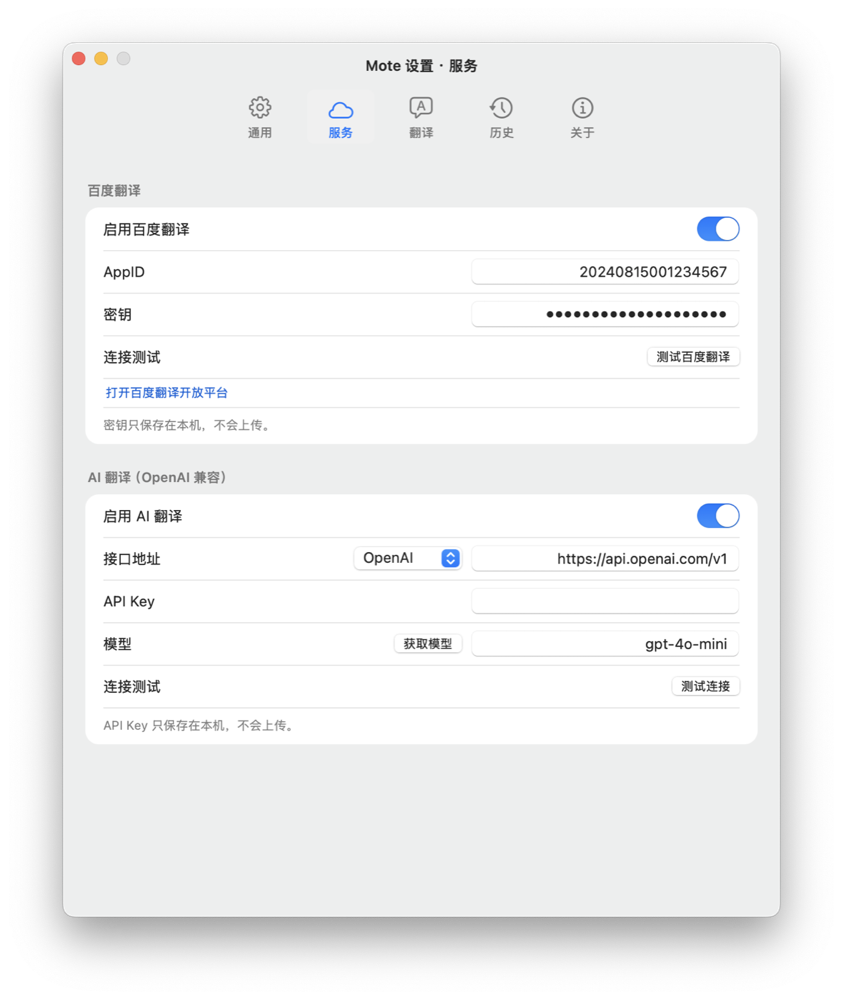 Mote 设置 · 服务
通用
服务
翻译
历史
关于
百度翻译
启用百度翻译
AppID
20240815001234567
密钥
••••••••••••••••••••
连接测试
测试百度翻译
打开百度翻译开放平台
密钥只保存在本机，不会上传。
AI 翻译（OpenAI 兼容）
启用 AI 翻译
接口地址
OpenAI
https://api.openai.com/v1
API Key
模型
获取模型
gpt-4o-mini
连接测试
测试连接
API Key 只保存在本机，不会上传。